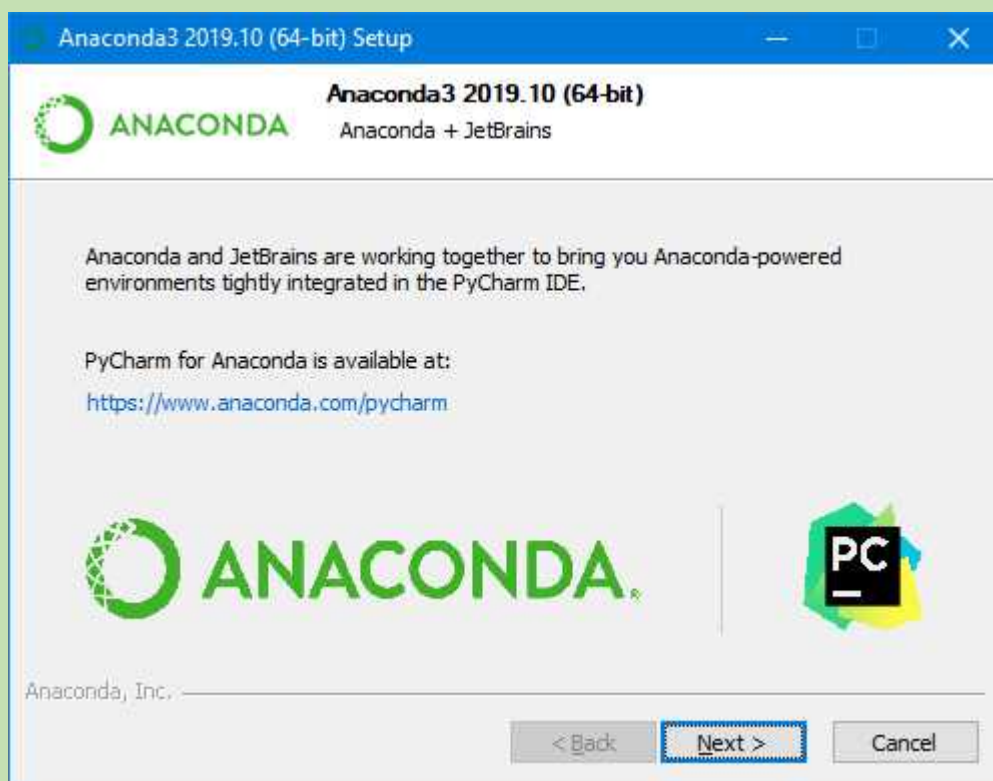 Anaconda3 2019.10 (64-bit) Setup
ANACONDA
Anaconda3 2019.10 (64-bit)
Anaconda + JetBrains
Anaconda and JetBrains are working together to bring you Anaconda-powered
environments tightly integrated in the PyCharm IDE.
PyCharm for Anaconda is available at:
https://www.anaconda.com/pycharm
ANACONDA®
PC
Anaconda, Inc.
< Back Next > Cancel